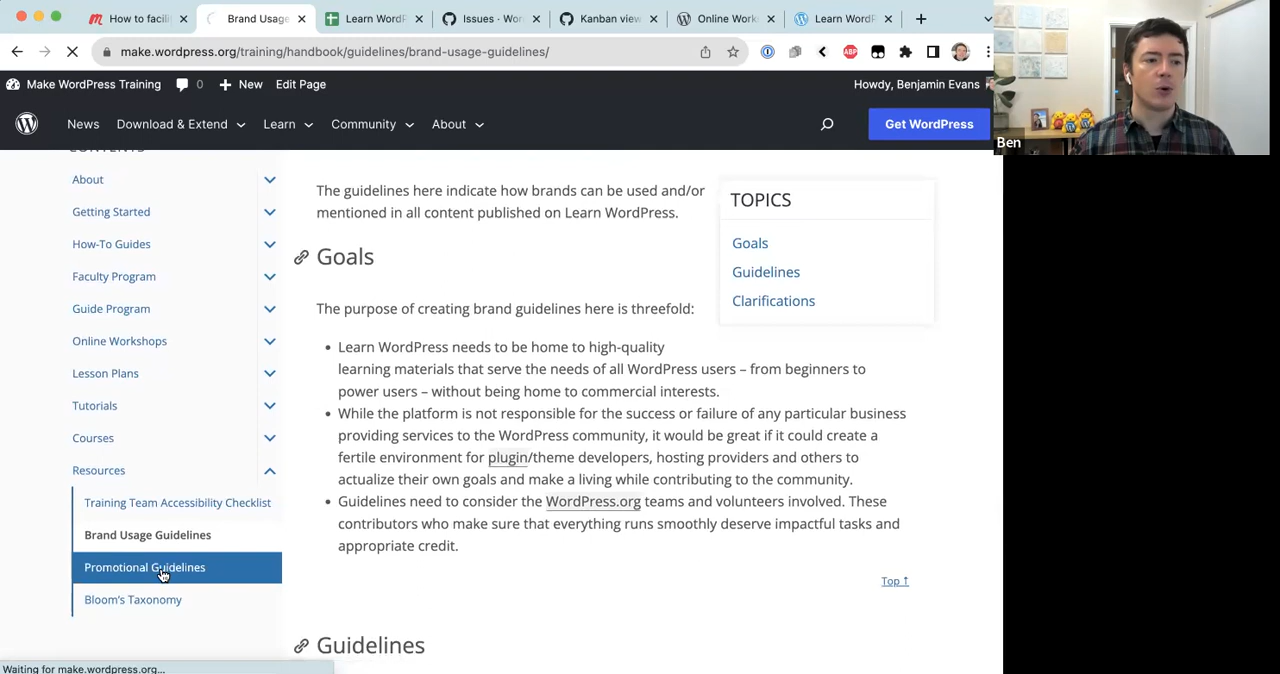 How to facili
Brand Usage
Learn WordP
Issues · Wor
Kanban view
Online Work
Learn WordP
make.wordpress.org/training/handbook/guidelines/brand-usage-guidelines/
ABP
Make WordPress Training
0
New
Edit Page
Howdy, Benjamin Evans
News
Download & Extend
Learn
Community
About
Get WordPress
Ben
CONTENTS
About
Getting Started
How-To Guides
Faculty Program
Guide Program
Online Workshops
Lesson Plans
Tutorials
Courses
Resources
Training Team Accessibility Checklist
Brand Usage Guidelines
Promotional Guidelines
Bloom's Taxonomy
The guidelines here indicate how brands can be used and/or
mentioned in all content published on Learn WordPress.
TOPICS
Goals
Guidelines
Clarifications
Goals
The purpose of creating brand guidelines here is threefold:
• Learn WordPress needs to be home to high-quality
learning materials that serve the needs of all WordPress users – from beginners to
power users – without being home to commercial interests.
• While the platform is not responsible for the success or failure of any particular business
providing services to the WordPress community, it would be great if it could create a
fertile environment for plugin/theme developers, hosting providers and others to
actualize their own goals and make a living while contributing to the community.
• Guidelines need to consider the WordPress.org teams and volunteers involved. These
contributors who make sure that everything runs smoothly deserve impactful tasks and
appropriate credit.
Top ↑
Guidelines
Waiting for make.wordpress.org...